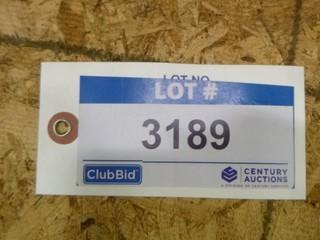 LOT NO.
LOT #
3189
ClubBid
CENTURY
AUCTIONS
A DIVISION OF CENTURY SERVICES